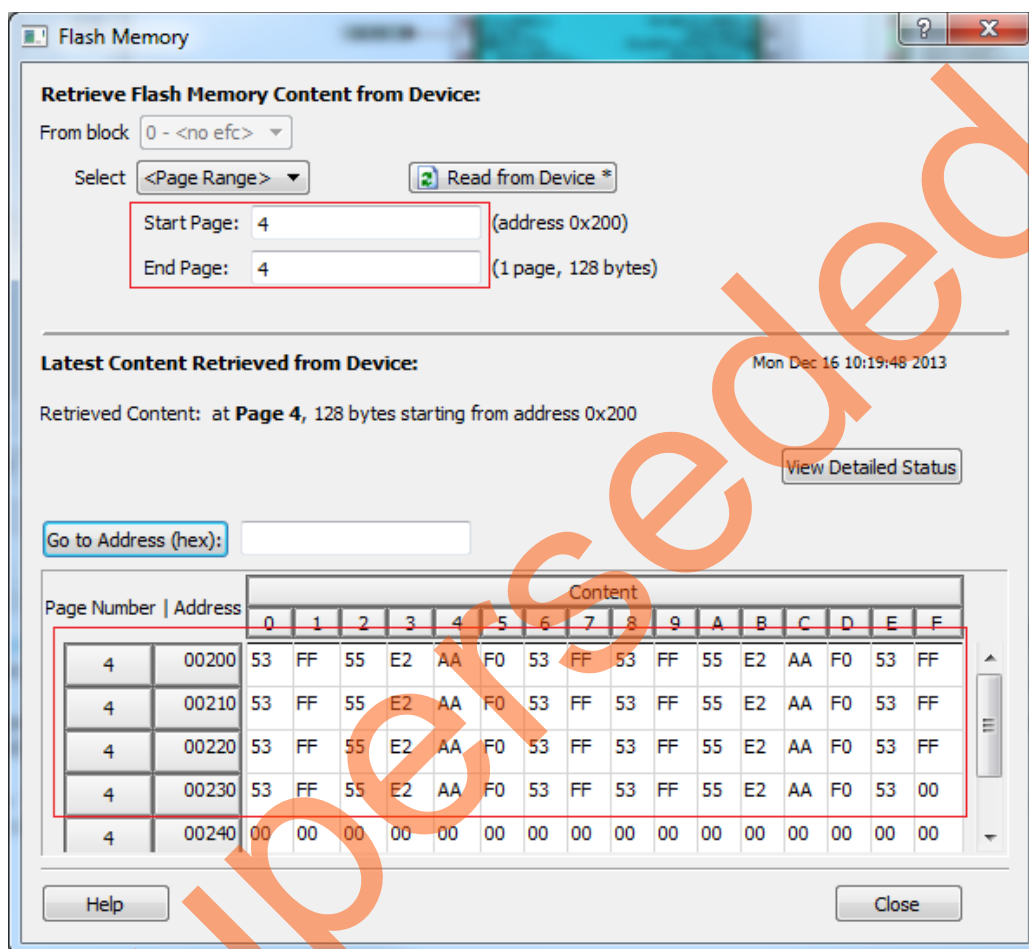 Flash Memory
Retrieve Flash Memory Content from Device:
From block 0 - <no efc>
Select <Page Range> Read from Device *
Start Page: 4 (address 0x200)
End Page: 4 (1 page, 128 bytes)
Latest Content Retrieved from Device: Mon Dec 16 10:19:48 2013
Retrieved Content: at Page 4, 128 bytes starting from address 0x200
View Detailed Status
Go to Address (hex):
Content
Page Number | Address 0 1 2 3 4 5 6 7 8 9 A B C D E F
4 00200 53 FF 55 E2 AA F0 53 FF 53 FF 55 E2 AA F0 53 FF
4 00210 53 FF 55 E2 AA F0 53 FF 53 FF 55 E2 AA F0 53 FF
4 00220 53 FF 55 E2 AA F0 53 FF 53 FF 55 E2 AA F0 53 FF
4 00230 53 FF 55 E2 AA F0 53 FF 53 FF 55 E2 AA F0 53 00
4 00240 00 00 00 00 00 00 00 00 00 00 00 00 00 00 00 00
Help Close
perseded